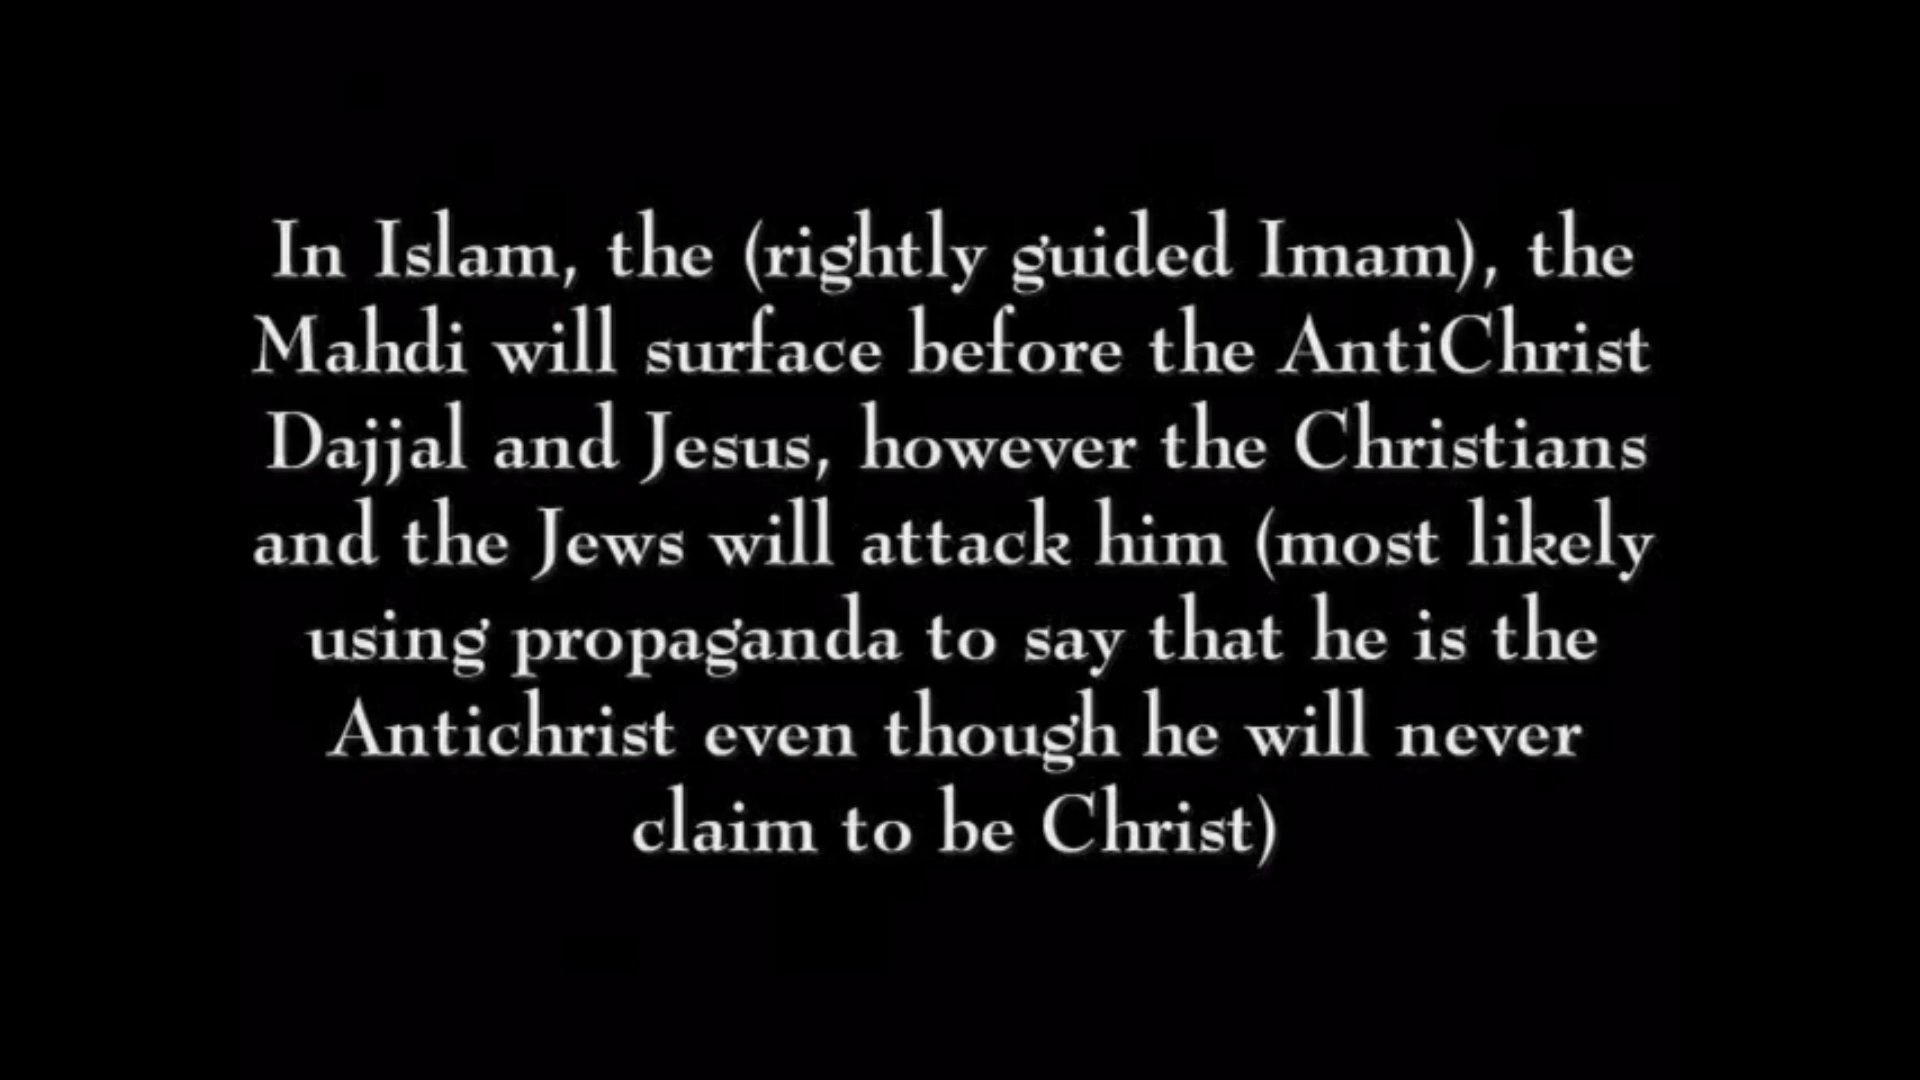 In Islam, the (rightly guided Imam), the
Mahdi will surface before the AntiChrist
Dajjal and Jesus, however the Christians
and the Jews will attack him (most likely
using propaganda to say that he is the
Antichrist even though he will never
claim to be Christ)